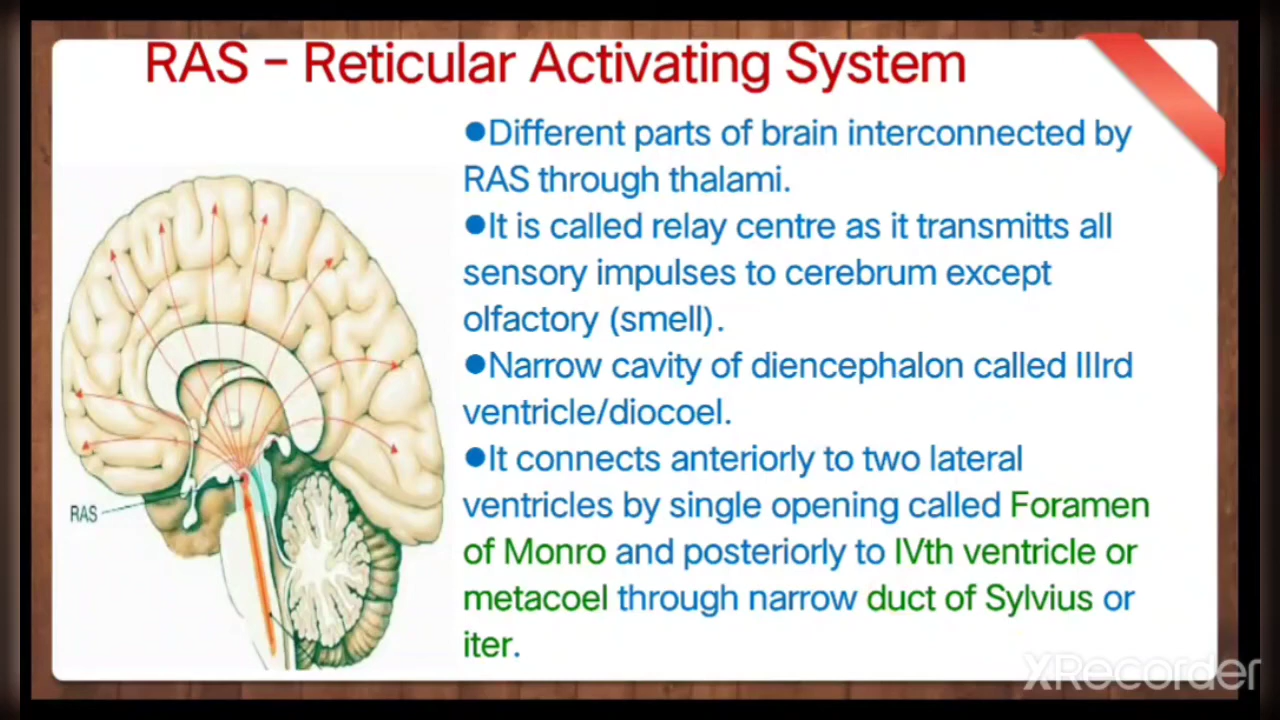 RAS - Reticular Activating System
●Different parts of brain interconnected by
RAS through thalami.
●It is called relay centre as it transmitts all
sensory impulses to cerebrum except
olfactory (smell).
●Narrow cavity of diencephalon called IIIrd
ventricle/diocoel.
●It connects anteriorly to two lateral
ventricles by single opening called Foramen
of Monro and posteriorly to IVth ventricle or
metacoel through narrow duct of Sylvius or
iter.
RAS
XRecorder